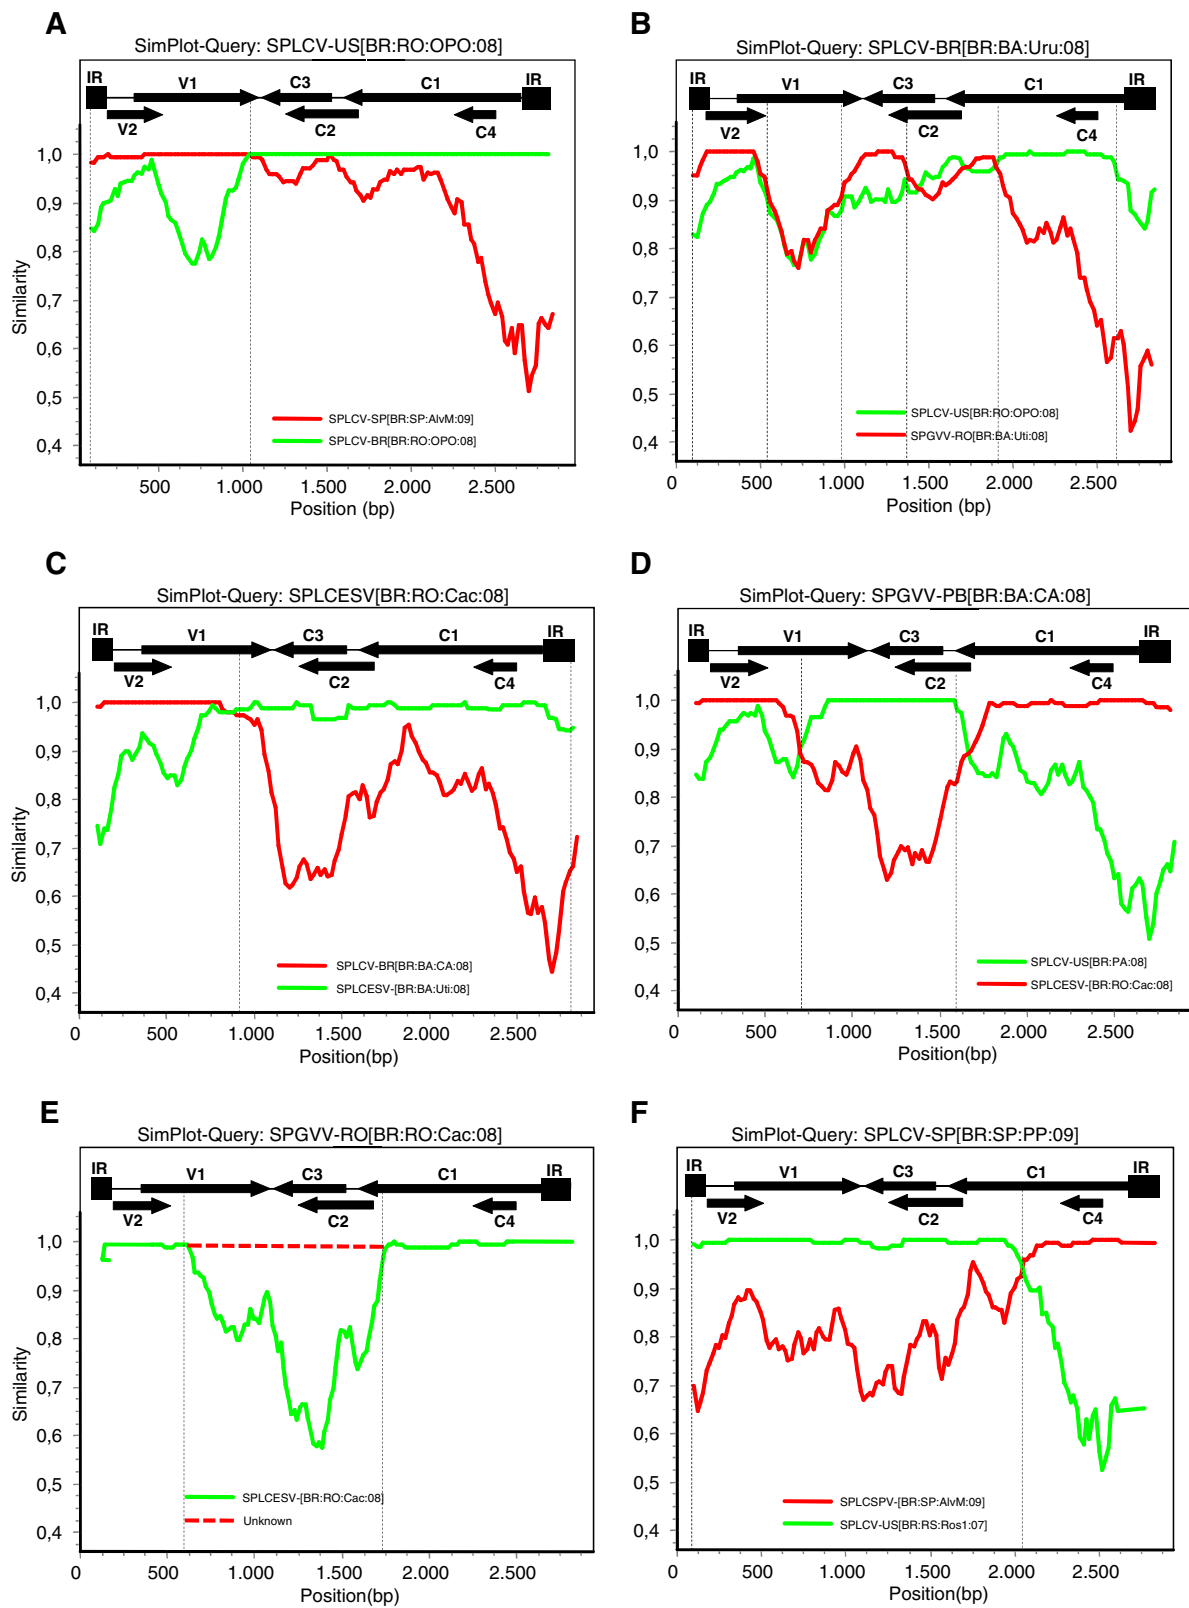 A
SimPlot-Query: SPLCV-US[BR:RO:OPO:08]
IR
V1
C3
C1
IR
V2
C2
C4
1,0
0,9
0,8
0,7
0,6
0,5
0,4
Similarity
SPLCV-SP[BR:SP:AlvM:09]
SPLCV-BR[BR:RO:OPO:08]
500
1.000
1.500
2.000
2.500
Position (bp)
B
SimPlot-Query: SPLCV-BR[BR:BA:Uru:08]
IR
V1
C3
C1
IR
V2
C2
C4
1,0
0,9
0,8
0,7
0,6
0,5
0,4
SPLCV-US[BR:RO:OPO:08]
SPGVV-RO[BR:BA:Uti:08]
0
500
1.000
1.500
2.000
2.500
Position (bp)
C
SimPlot-Query: SPLCESV[BR:RO:Cac:08]
IR
V1
C3
C1
IR
V2
C2
C4
1,0
0,9
0,8
0,7
0,6
0,5
0,4
Similarity
SPLCV-BR[BR:BA:CA:08]
SPLCESV-[BR:BA:Uti:08]
0
500
1.000
1.500
2.000
2.500
Position(bp)
D
SimPlot-Query: SPGVV-PB[BR:BA:CA:08]
IR
V1
C3
C1
IR
V2
C2
C4
1,0
0,9
0,8
0,7
0,6
0,5
0,4
SPLCV-US[BR:PA:08]
SPLCESV-[BR:RO:Cac:08]
0
500
1.000
1.500
2.000
2.500
Position(bp)
E
SimPlot-Query: SPGVV-RO[BR:RO:Cac:08]
IR
V1
C3
C1
IR
V2
C2
C4
1,0
0,9
0,8
0,7
0,6
0,5
0,4
Similarity
SPLCESV-[BR:RO:Cac:08]
Unknown
0
500
1.000
1.500
2.000
2.500
Position(bp)
F
SimPlot-Query: SPLCV-SP[BR:SP:PP:09]
IR
V1
C3
C1
IR
V2
C2
C4
1,0
0,9
0,8
0,7
0,6
0,5
0,4
SPLCSPV-[BR:SP:AlvM:09]
SPLCV-US[BR:RS:Ros1:07]
0
500
1.000
1.500
2.000
2.500
Position(bp)